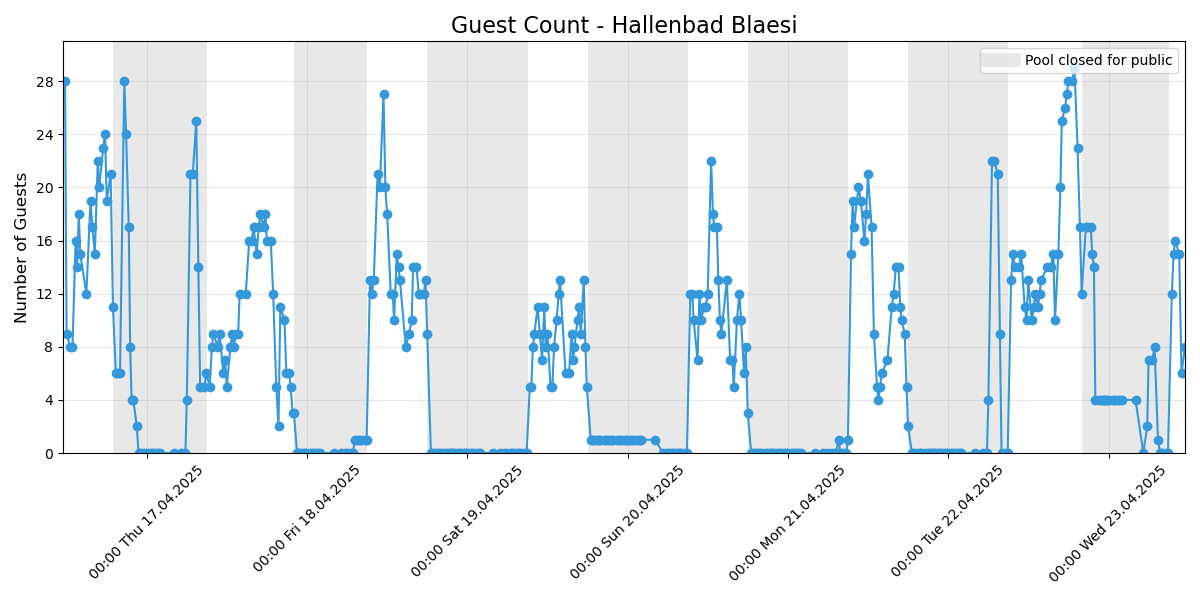 Guest Count - Hallenbad Blaesi
Pool closed for public
Number of Guests
28
24
20
16
12
8
4
0
00:00 Thu 17.04.2025
00:00 Fri 18.04.2025
00:00 Sat 19.04.2025
00:00 Sun 20.04.2025
00:00 Mon 21.04.2025
00:00 Tue 22.04.2025
00:00 Wed 23.04.2025